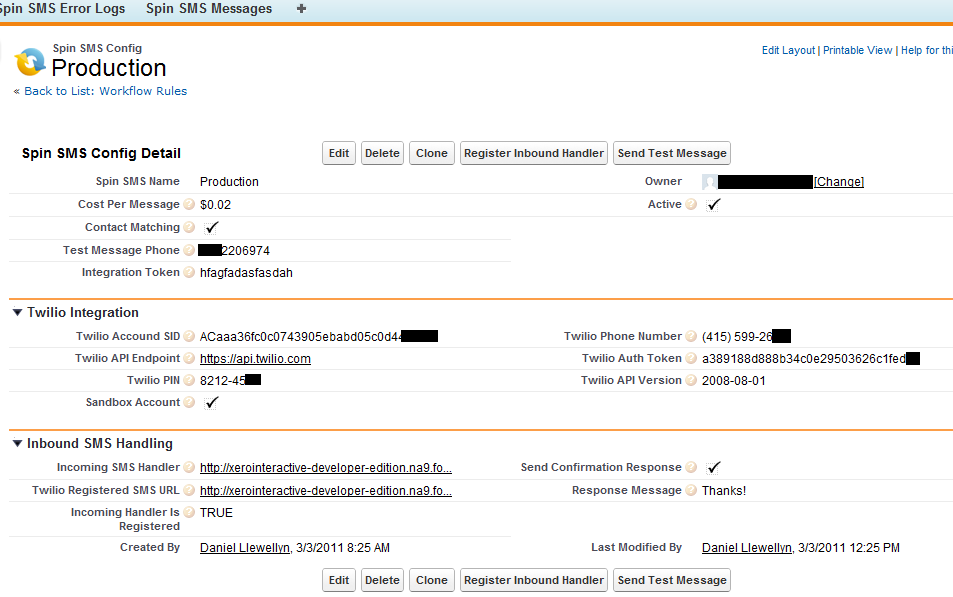 Spin SMS Error Logs Spin SMS Messages +
Spin SMS Config
Production
Edit Layout | Printable View | Help for thi
« Back to List: Workflow Rules
Spin SMS Config Detail Edit Delete Clone Register Inbound Handler Send Test Message
Spin SMS Name Production Owner [Change]
Cost Per Message ? $0.02 Active ? ✓
Contact Matching ? ✓
Test Message Phone ? 2206974
Integration Token ? hfagfadasfasdah
Twilio Integration
Twilio Accound SID ? ACaaa36fc0c0743905ebabd05c0d4 Twilio Phone Number ? (415) 599-26
Twilio API Endpoint ? https://api.twilio.com Twilio Auth Token ? a389188d888b34c0e29503626c1fed
Twilio PIN ? 8212-45 Twilio API Version ? 2008-08-01
Sandbox Account ? ✓
Inbound SMS Handling
Incoming SMS Handler ? http://xerointeractive-developer-edition.na9.fo... Send Confirmation Response ? ✓
Twilio Registered SMS URL ? http://xerointeractive-developer-edition.na9.fo... Response Message ? Thanks!
Incoming Handler Is ? TRUE
Registered
Created By Daniel Llewellyn, 3/3/2011 8:25 AM Last Modified By Daniel Llewellyn, 3/3/2011 12:25 PM
Edit Delete Clone Register Inbound Handler Send Test Message